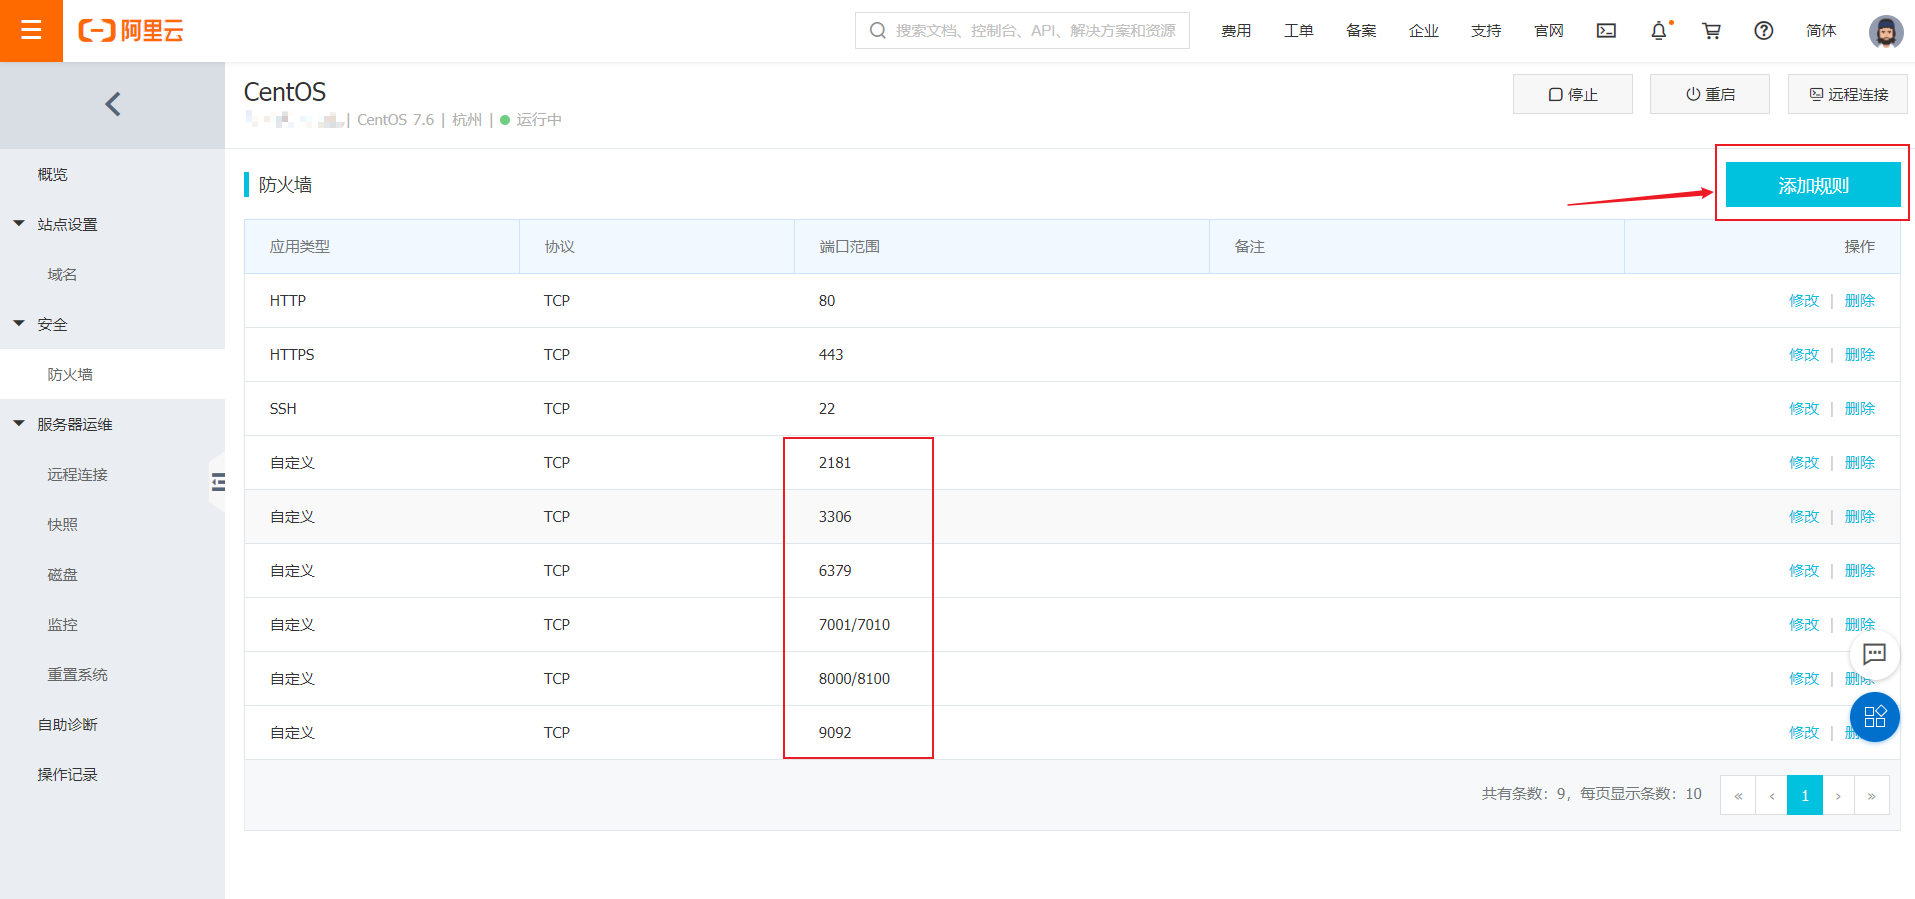 阿里云
搜索文档、控制台、API、解决方案和资源
费用 工单 备案 企业 支持 官网 简体
CentOS
停止 重启 远程连接
| CentOS 7.6 | 杭州 | 运行中
概览
站点设置
域名
安全
防火墙
服务器运维
远程连接
快照
磁盘
监控
重置系统
自助诊断
操作记录
防火墙 添加规则
应用类型 协议 端口范围 备注 操作
HTTP TCP 80 修改 | 删除
HTTPS TCP 443 修改 | 删除
SSH TCP 22 修改 | 删除
自定义 TCP 2181 修改 | 删除
自定义 TCP 3306 修改 | 删除
自定义 TCP 6379 修改 | 删除
自定义 TCP 7001/7010 修改 | 删除
自定义 TCP 8000/8100 修改 | 删除
自定义 TCP 9092 修改 | 删
共有条数：9，每页显示条数：10 « ‹ 1 › »